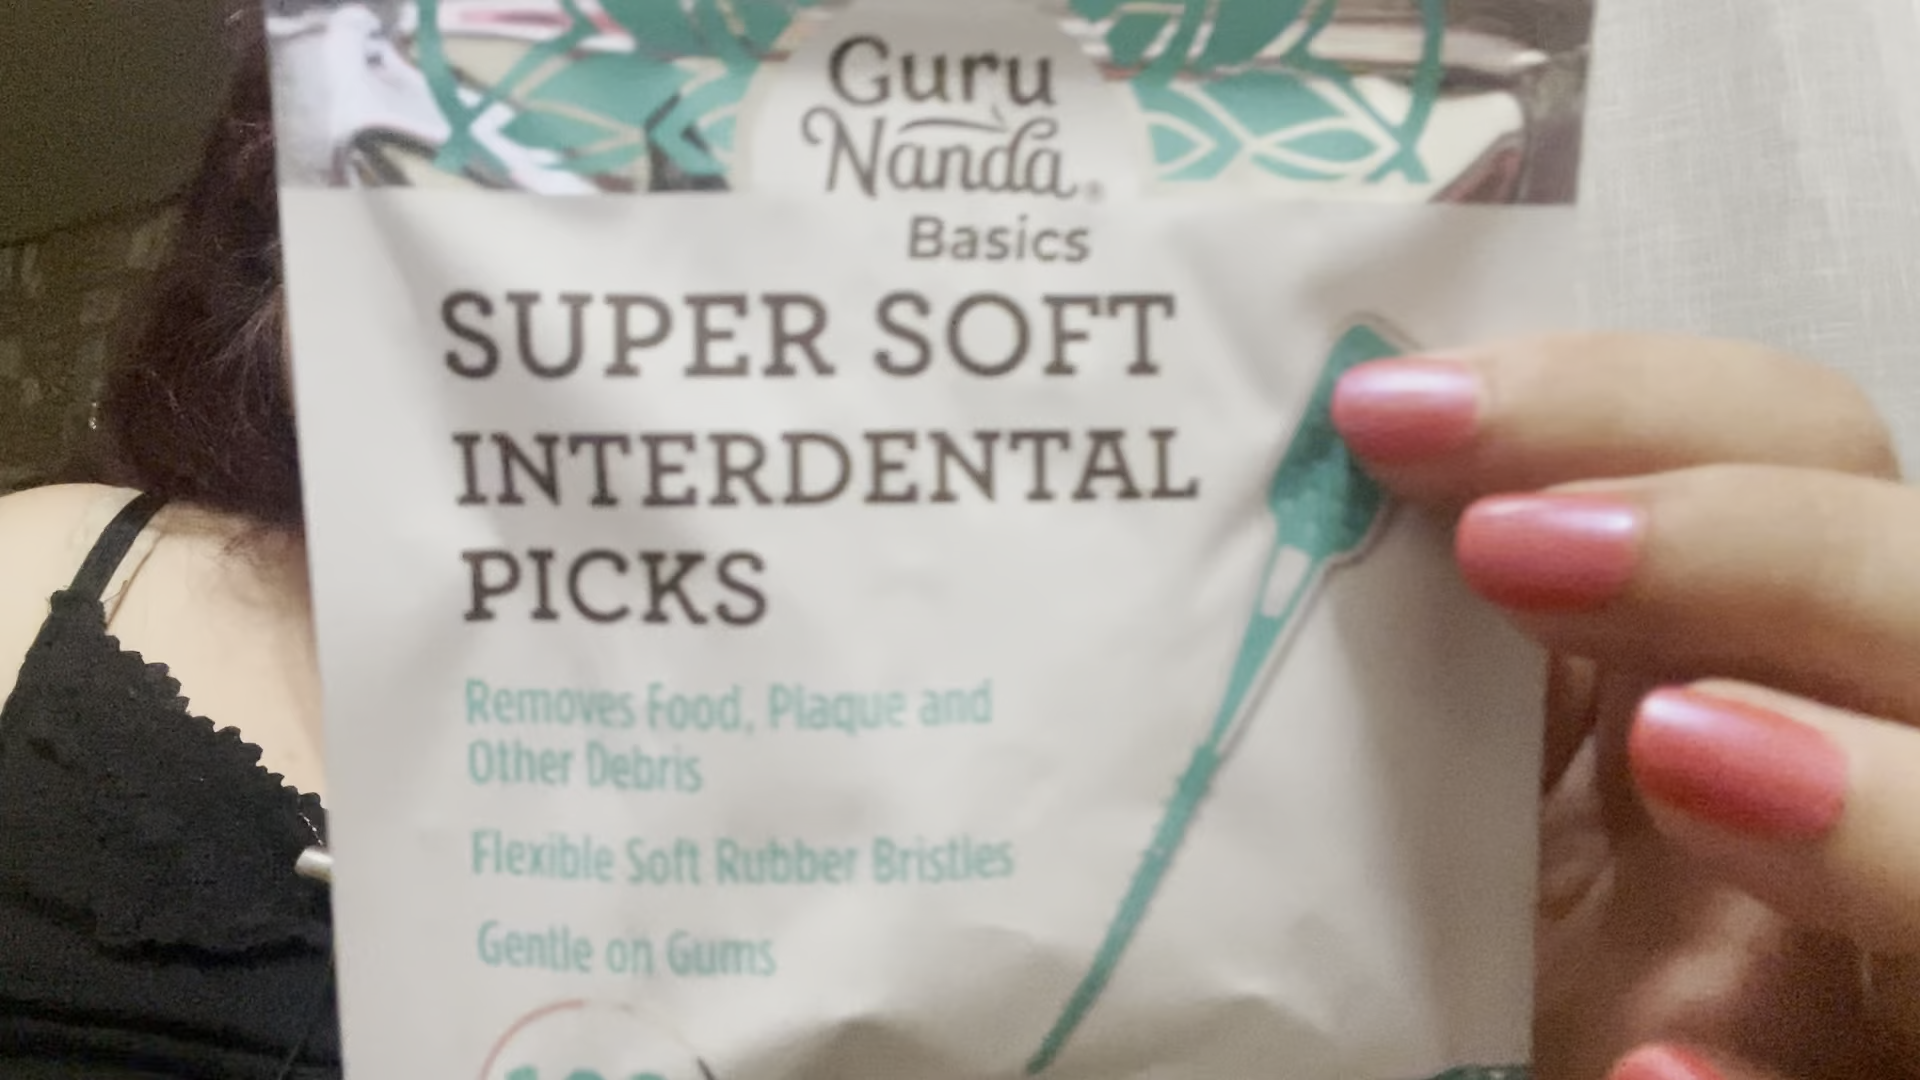 Guru
Nanda®
Basics
SUPER SOFT
INTERDENTAL
PICKS
Removes Food, Plaque and
Other Debris
Flexible Soft Rubber Bristles
Gentle on Gums